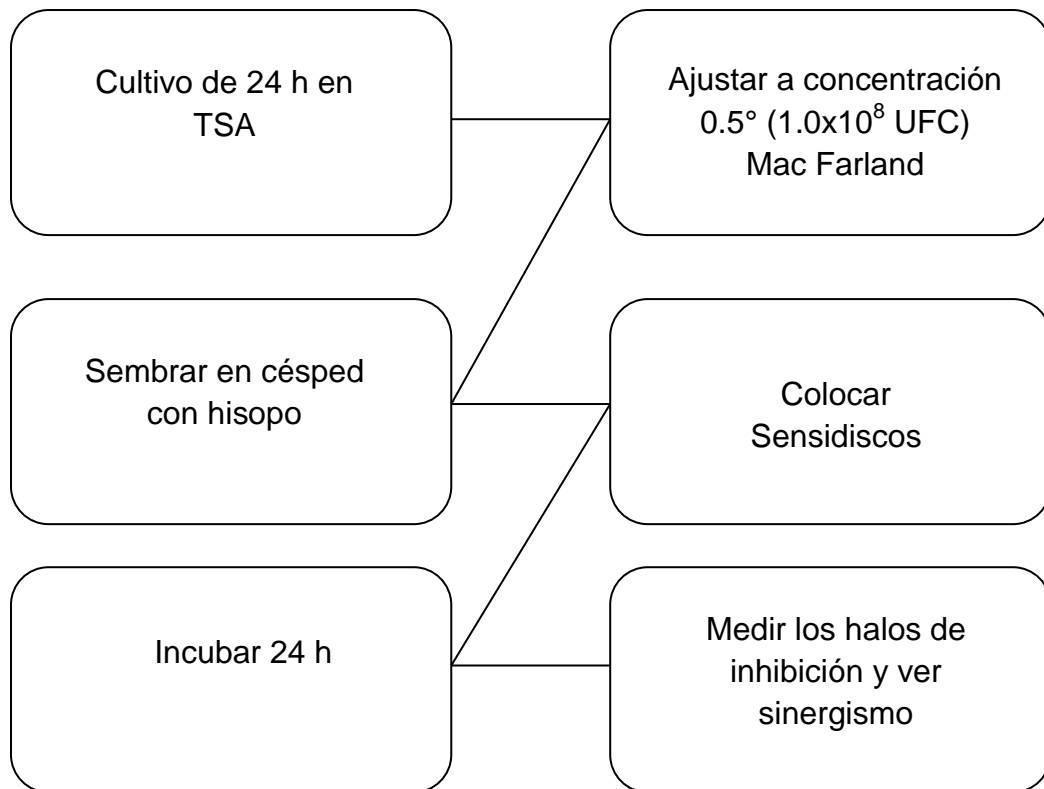 Cultivo de 24 h en
TSA
Ajustar a concentración
0.5° (1.0x10⁸ UFC)
Mac Farland
Sembrar en césped
con hisopo
Colocar
Sensidiscos
Incubar 24 h
Medir los halos de
inhibición y ver
sinergismo